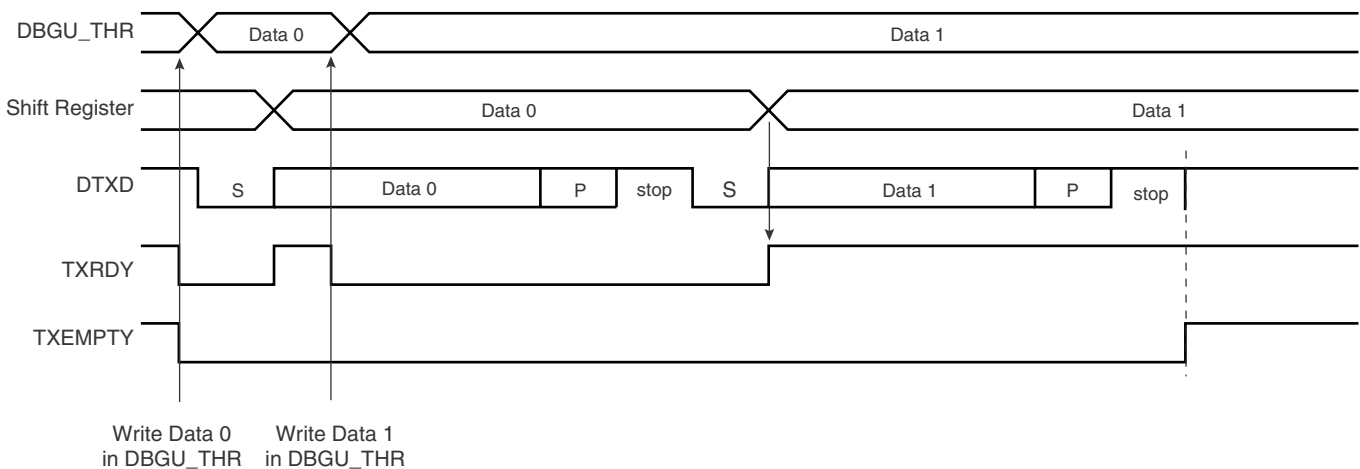 DBGU_THR
Data 0
Data 1
Shift Register
Data 0
Data 1
DTXD
S
Data 0
P
stop
S
Data 1
P
stop
TXRDY
TXEMPTY
Write Data 0
in DBGU_THR
Write Data 1
in DBGU_THR